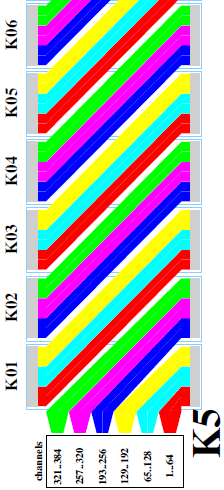 K06
K05
K04
K03
K02
K01
K5
channels
321..384
257..320
193..256
129..192
65..128
1...64